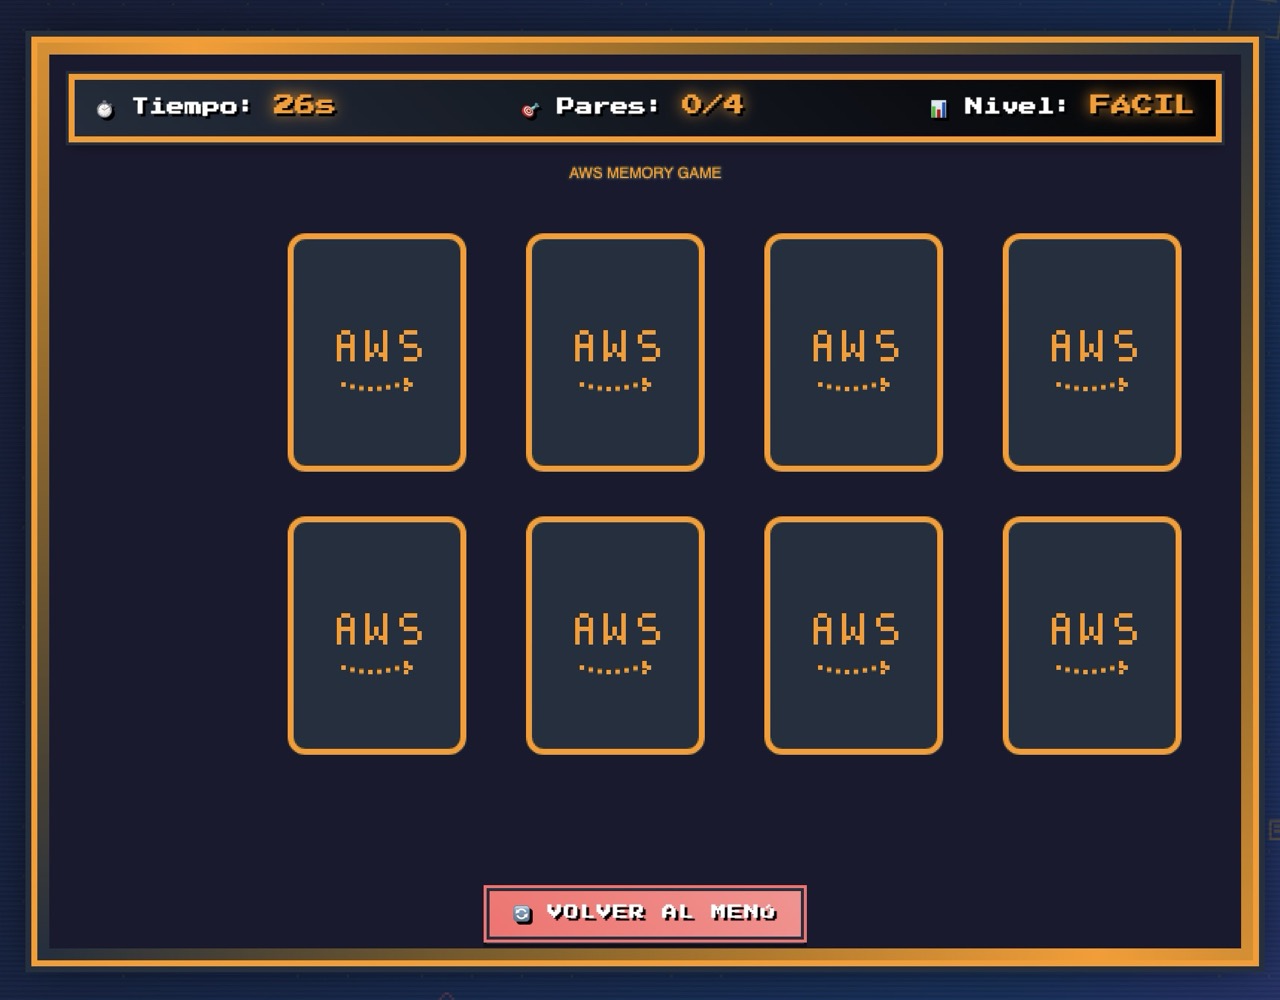 Tiempo: 26s Pares: 0/4 Nivel: FÁCIL
AWS MEMORY GAME
AWS AWS AWS AWS
AWS AWS AWS AWS
VOLVER AL MENÚ